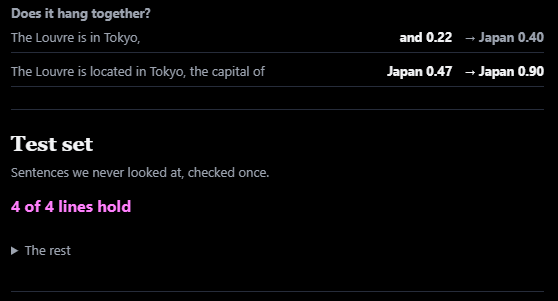 Does it hang together?
The Louvre is in Tokyo, and 0.22 → Japan 0.40
The Louvre is located in Tokyo, the capital of Japan 0.47 → Japan 0.90
Test set
Sentences we never looked at, checked once.
4 of 4 lines hold
▶ The rest